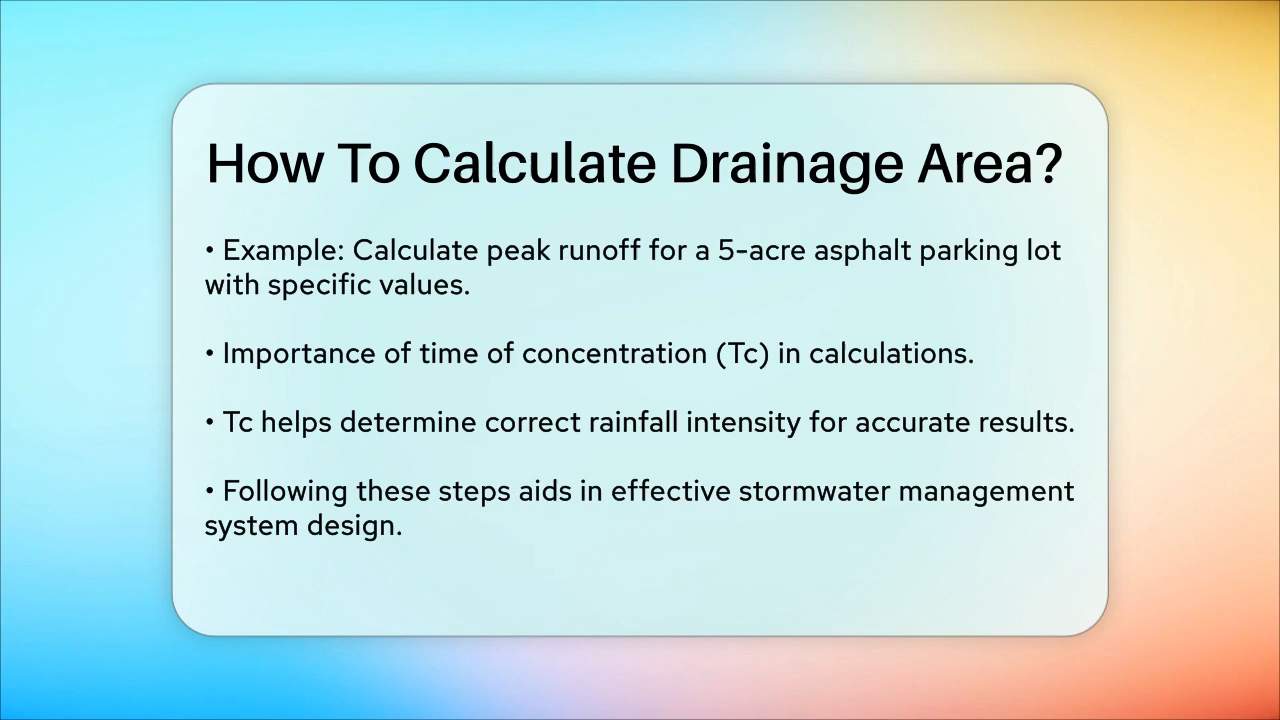 How To Calculate Drainage Area?
• Example: Calculate peak runoff for a 5-acre asphalt parking lot
with specific values.
• Importance of time of concentration (Tc) in calculations.
• Tc helps determine correct rainfall intensity for accurate results.
• Following these steps aids in effective stormwater management
system design.